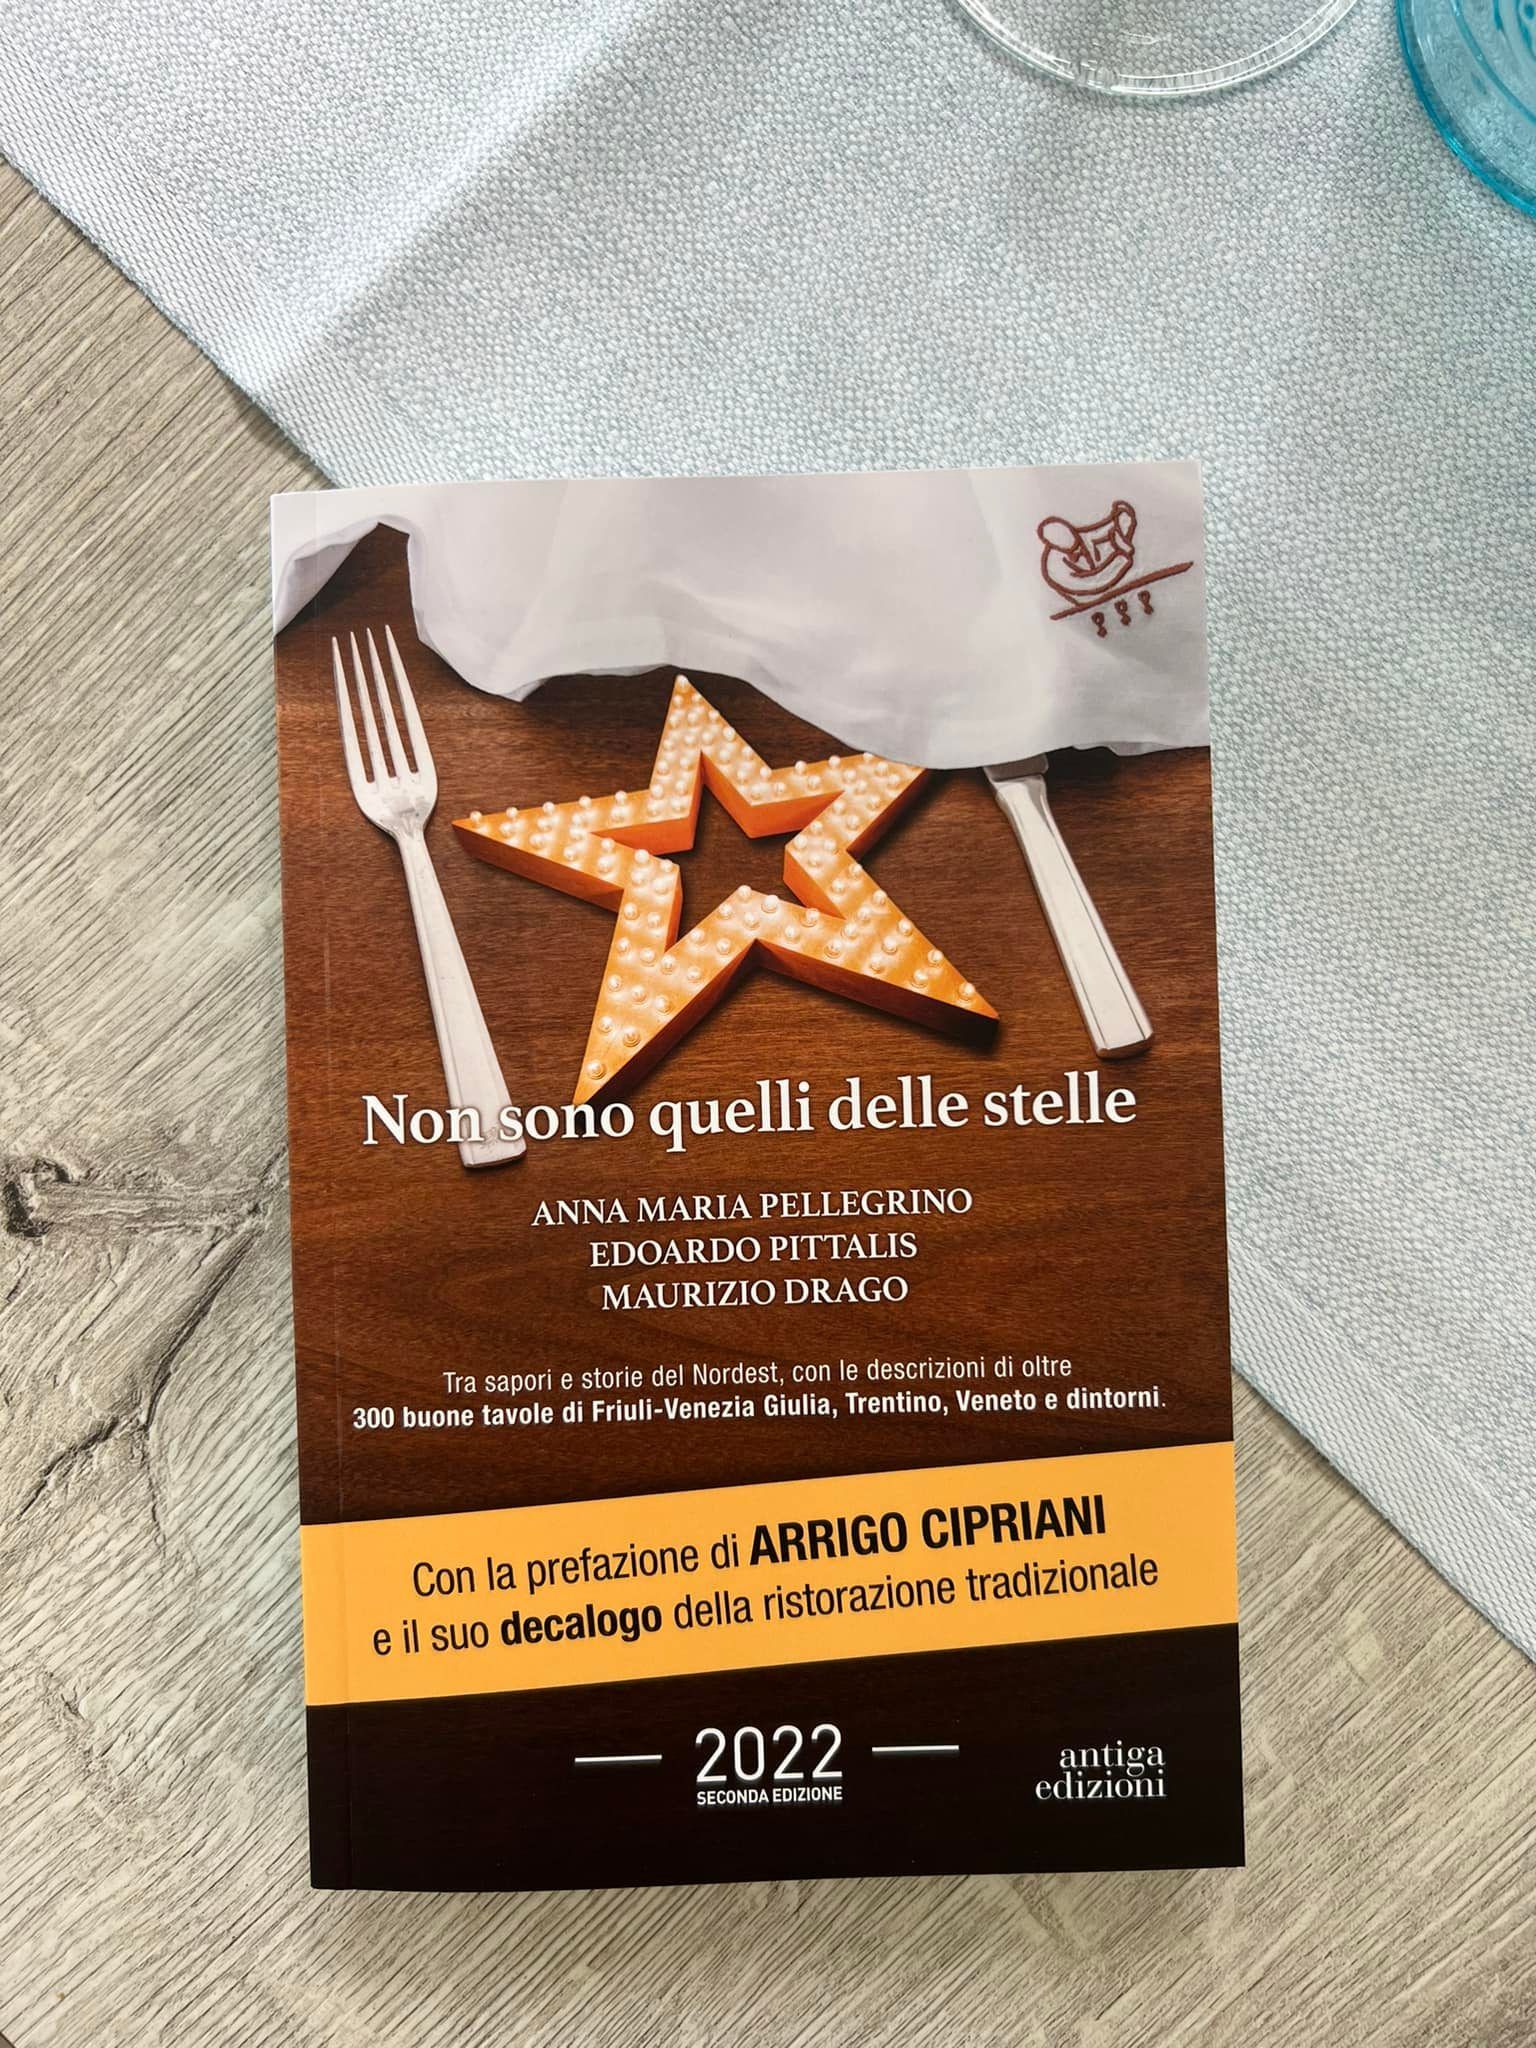 Non sono quelli delle stelle
ANNA MARIA PELLEGRINO
EDOARDO PITTALIS
MAURIZIO DRAGO
Tra sapori e storie del Nordest, con le descrizioni di oltre
300 buone tavole di Friuli-Venezia Giulia, Trentino, Veneto e dintorni.
Con la prefazione di ARRIGO CIPRIANI
e il suo decalogo della ristorazione tradizionale
2022
SECONDA EDIZIONE
antiga
edizioni